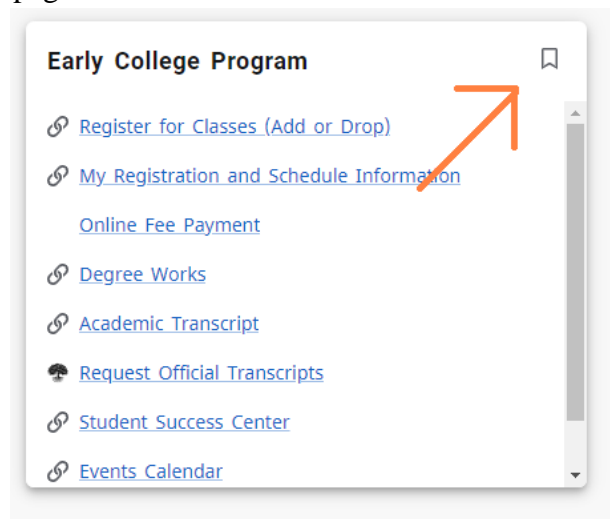 Early College Program
Register for Classes (Add or Drop)
My Registration and Schedule Information
Online Fee Payment
Degree Works
Academic Transcript
Request Official Transcripts
Student Success Center
Events Calendar